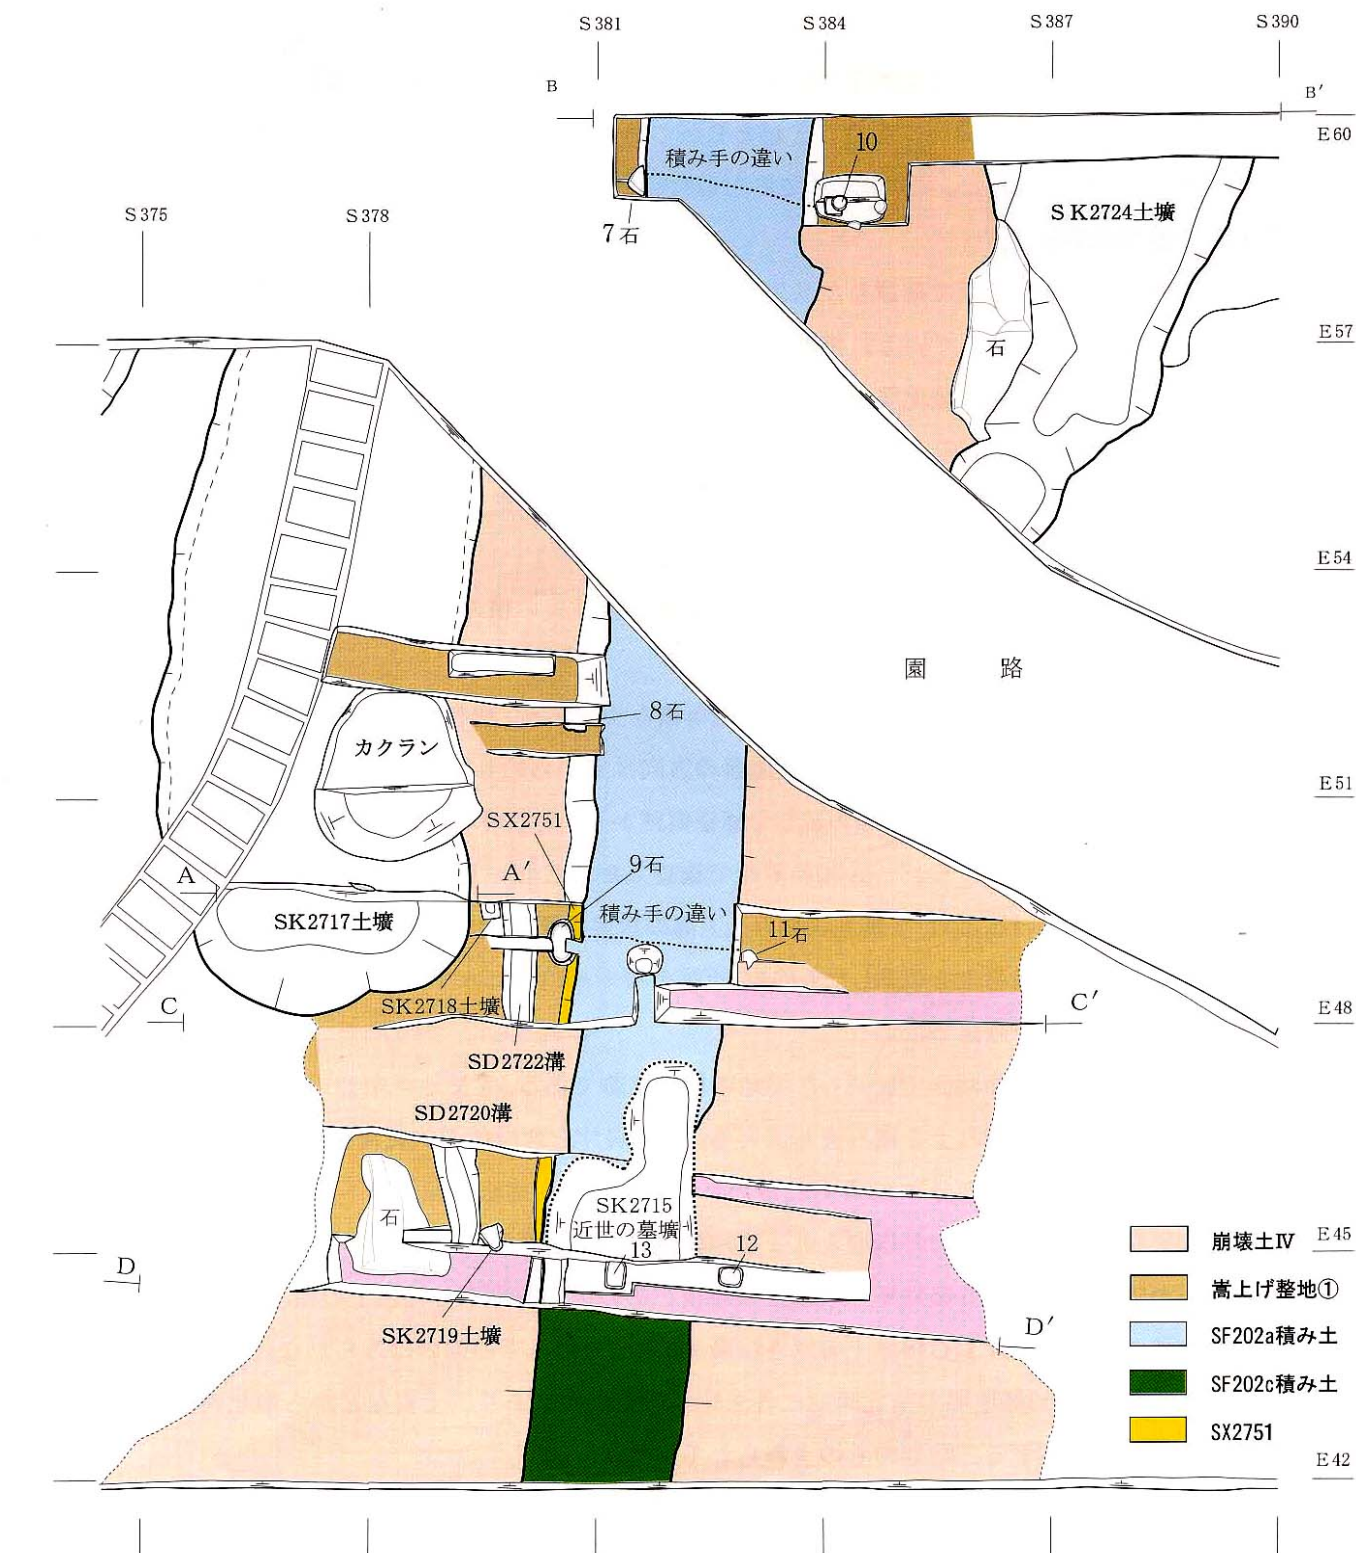 S381
S384
S387
S390
B
B′
E60
積み手の違い
10
S375
S378
SK2724土壙
7石
E57
石
E54
園 路
8石
カクラン
E51
SX2751
9石
A
A′
SK2717土壙
積み手の違い
11石
SK2718土壙
C
C′
E48
SD2722溝
SD2720溝
石
SK2715
近世の墓壙
13
12
E45
D
D′
SK2719土壙
崩壊土Ⅳ
嵩上げ整地①
SF202a積み土
SF202c積み土
SX2751
E42